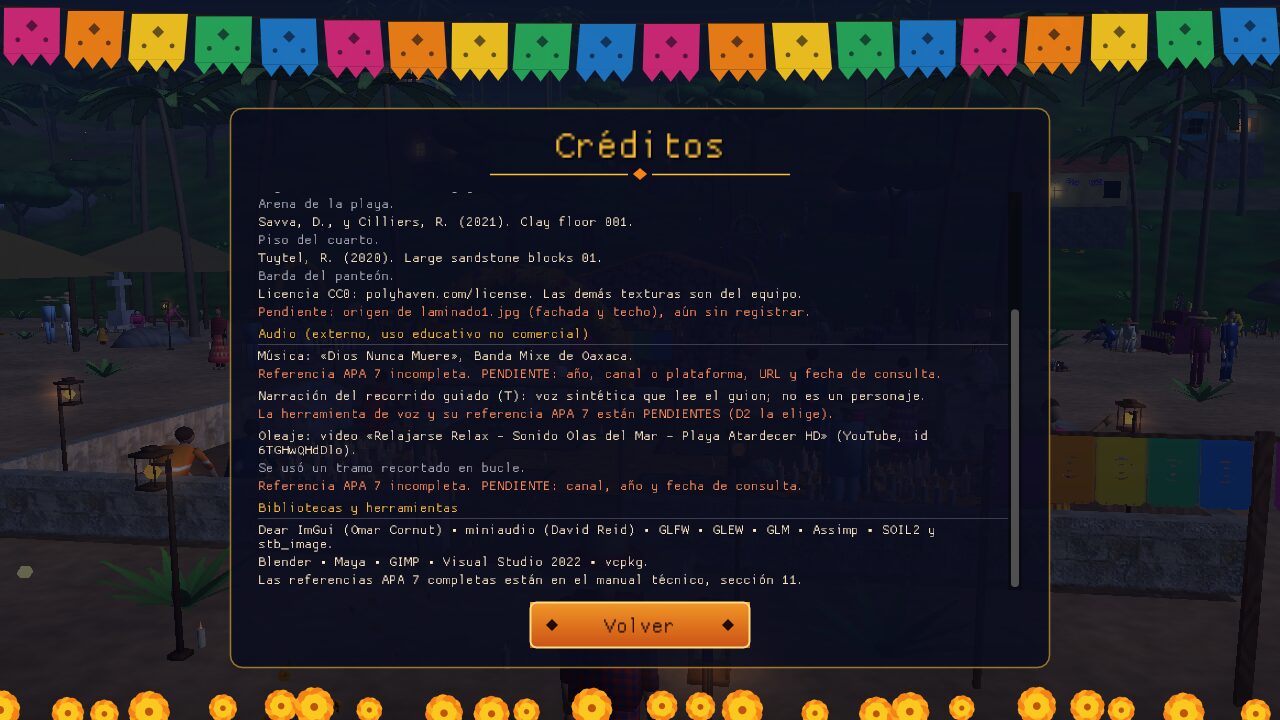 Créditos
Arena de la playa.
Savva, D., y Cilliers, R. (2021). Clay floor 001.
Piso del cuarto.
Tuytel, R. (2020). Large sandstone blocks 01.
Barda del panteón.
Licencia CC0: polyhaven.com/license. Las demás texturas son del equipo.
Pendiente: origen de laminado1.jpg (fachada y techo), aún sin registrar.
Audio (externo, uso educativo no comercial)
Música: «Dios Nunca Muere», Banda Mixe de Oaxaca.
Referencia APA 7 incompleta. PENDIENTE: año, canal o plataforma, URL y fecha de consulta.
Narración del recorrido guiado (T): voz sintética que lee el guion; no es un personaje.
La herramienta de voz y su referencia APA 7 están PENDIENTES (D2 la elige).
Oleaje: video «Relajarse Relax - Sonido Olas del Mar - Playa Atardecer HD» (YouTube, id
6TGHwQHdDlo).
Se usó un tramo recortado en bucle.
Referencia APA 7 incompleta. PENDIENTE: canal, año y fecha de consulta.
Bibliotecas y herramientas
Dear ImGui (Omar Cornut) • miniaudio (David Reid) • GLFW • GLEW • GLM • Assimp • SOIL2 y
stb_image.
Blender • Maya • GIMP • Visual Studio 2022 • vcpkg.
Las referencias APA 7 completas están en el manual técnico, sección 11.
Volver